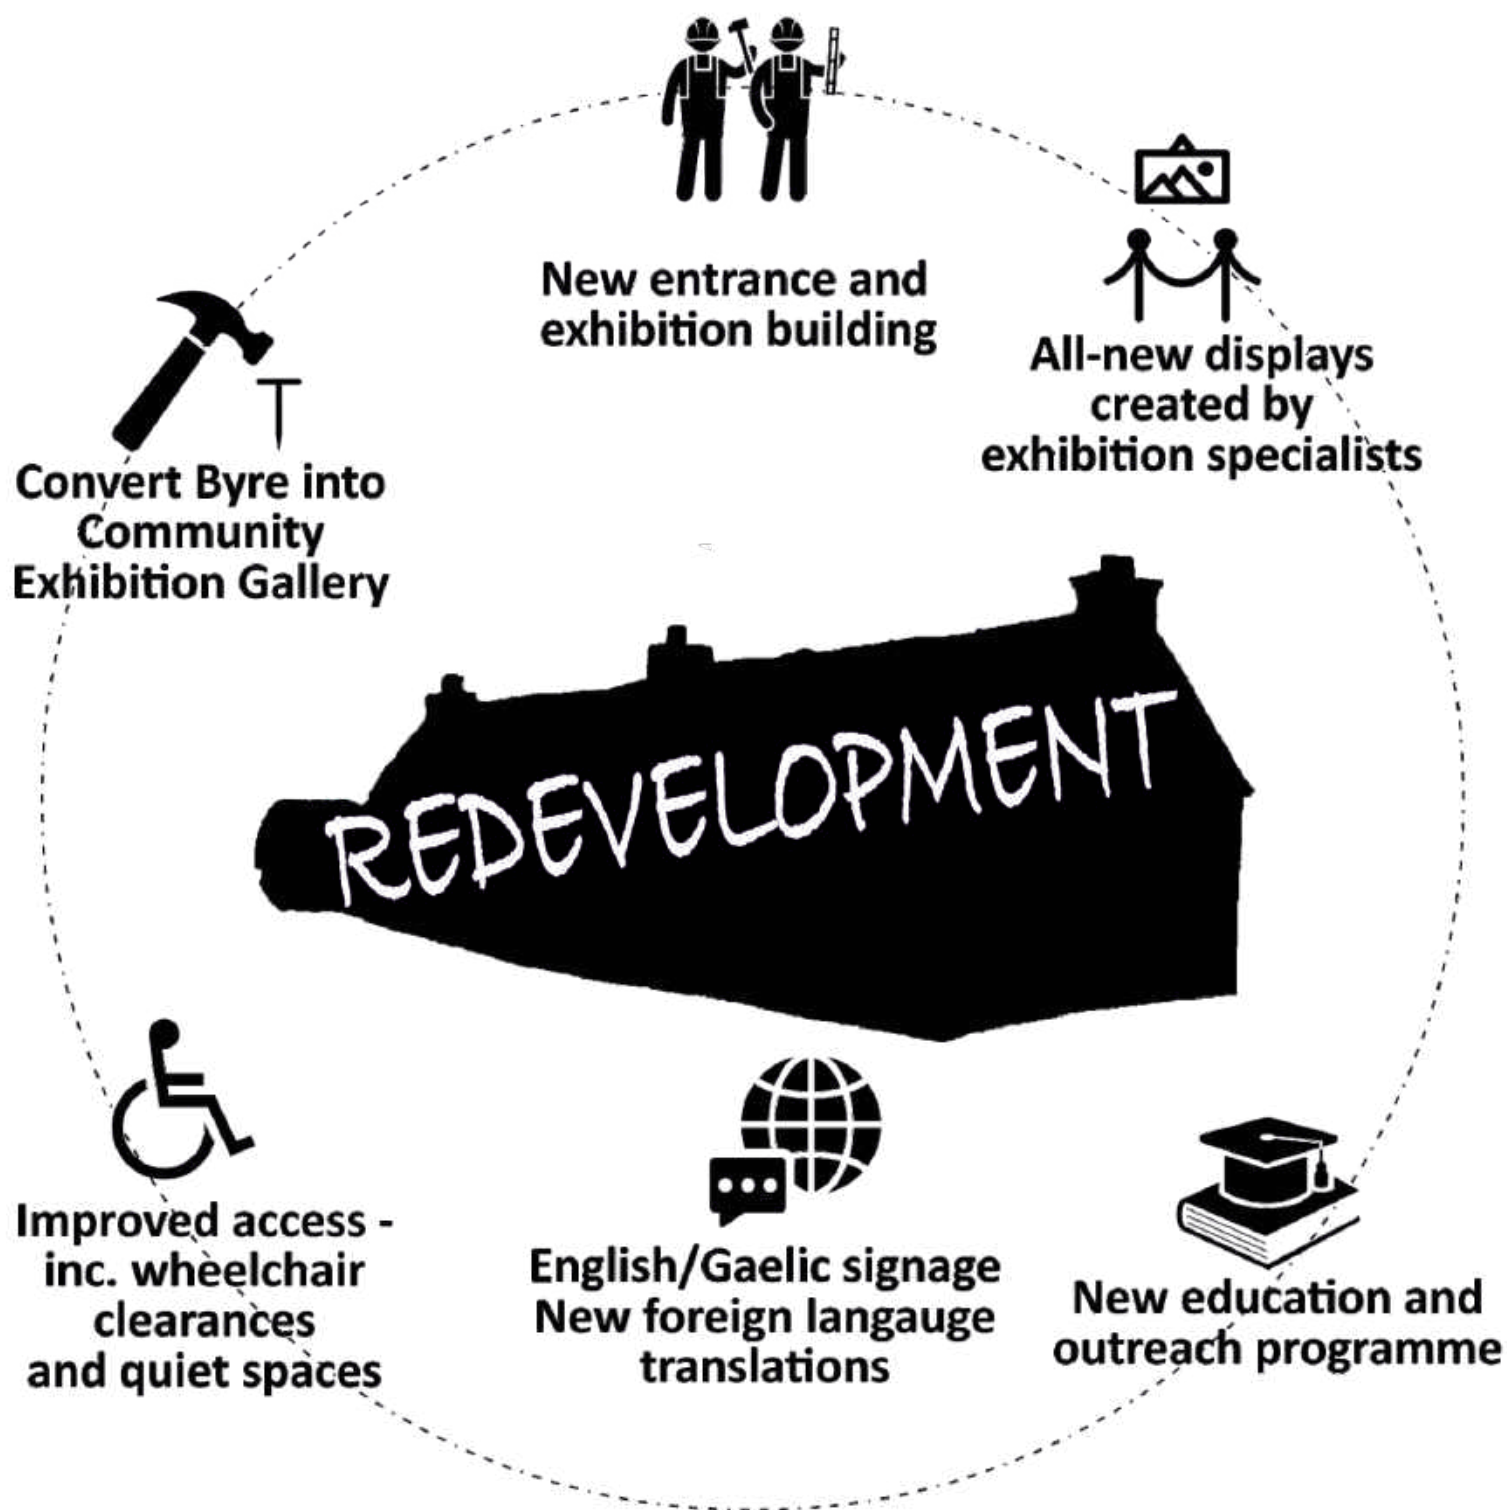 New entrance and
exhibition building
All-new displays
created by
exhibition specialists
Convert Byre into
Community
Exhibition Gallery
REDEVELOPMENT
Improved access -
inc. wheelchair
clearances
and quiet spaces
English/Gaelic signage
New foreign langauge
translations
New education and
outreach programme